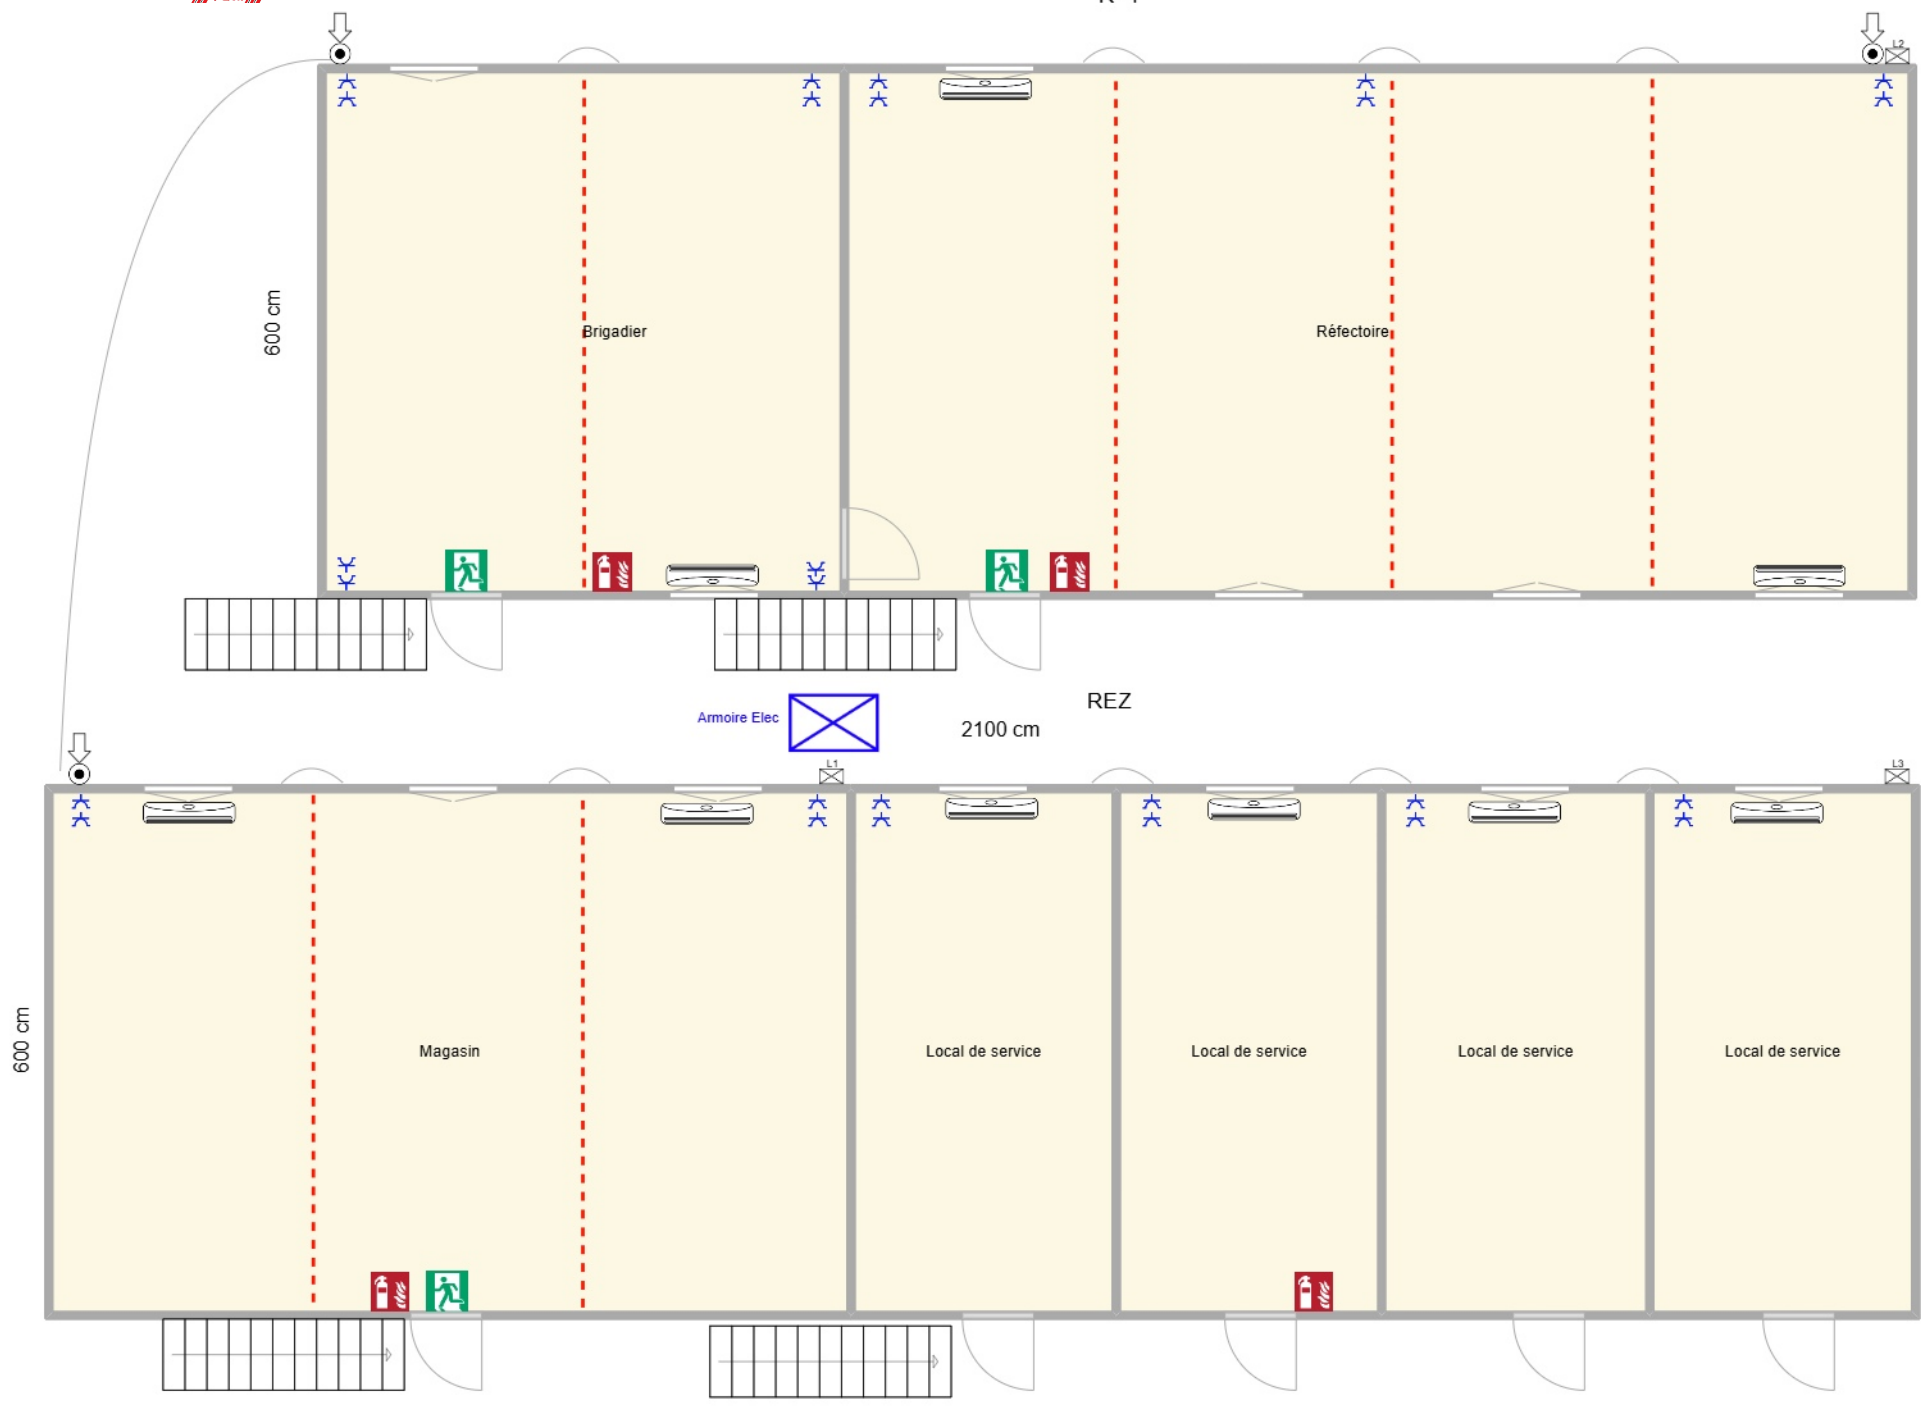 L2
600 cm
Brigadier
Réfectoire
REZ
Armoire Elec
2100 cm
L1
L3
600 cm
Magasin
Local de service
Local de service
Local de service
Local de service